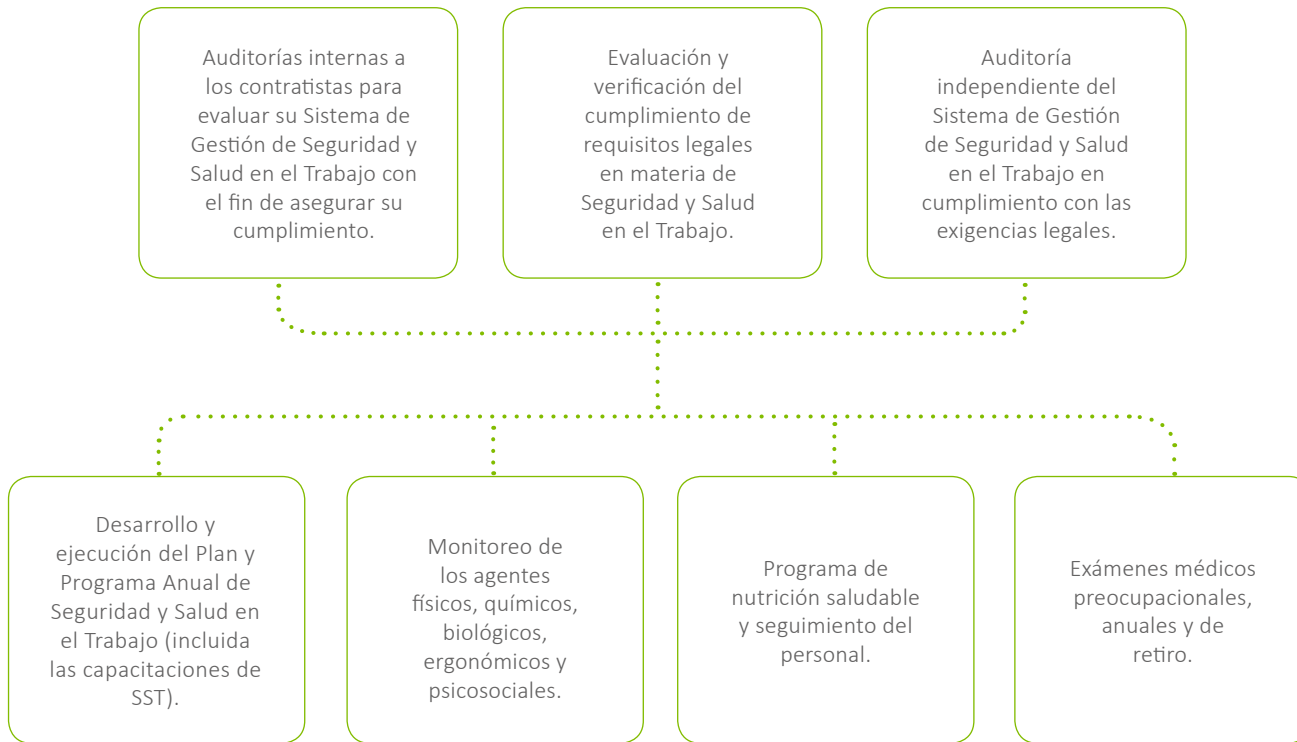 Auditorías internas a
los contratistas para
evaluar su Sistema de
Gestión de Seguridad y
Salud en el Trabajo con
el fin de asegurar su
cumplimiento.
Evaluación y
verificación del
cumplimiento de
requisitos legales
en materia de
Seguridad y Salud
en el Trabajo.
Auditoría
independiente del
Sistema de Gestión
de Seguridad y Salud
en el Trabajo en
cumplimiento con las
exigencias legales.
Desarrollo y
ejecución del Plan y
Programa Anual de
Seguridad y Salud en
el Trabajo (incluida
las capacitaciones de
SST).
Monitoreo de
los agentes
físicos, químicos,
biológicos,
ergonómicos y
psicosociales.
Programa de
nutrición saludable
y seguimiento del
personal.
Exámenes médicos
preocupacionales,
anuales y de
retiro.